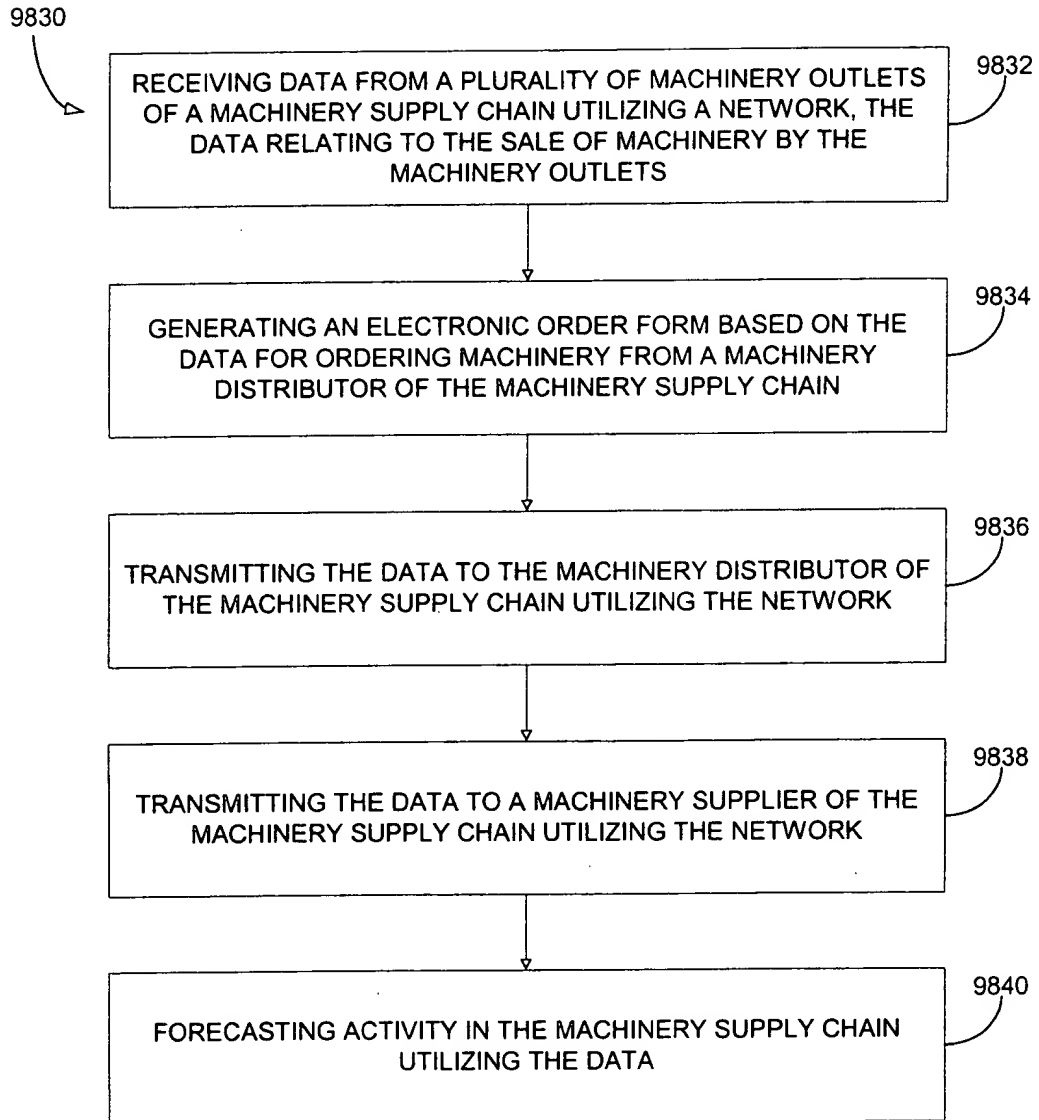 9830
RECEIVING DATA FROM A PLURALITY OF MACHINERY OUTLETS
OF A MACHINERY SUPPLY CHAIN UTILIZING A NETWORK, THE
DATA RELATING TO THE SALE OF MACHINERY BY THE
MACHINERY OUTLETS
9832
GENERATING AN ELECTRONIC ORDER FORM BASED ON THE
DATA FOR ORDERING MACHINERY FROM A MACHINERY
DISTRIBUTOR OF THE MACHINERY SUPPLY CHAIN
9834
TRANSMITTING THE DATA TO THE MACHINERY DISTRIBUTOR OF
THE MACHINERY SUPPLY CHAIN UTILIZING THE NETWORK
9836
TRANSMITTING THE DATA TO A MACHINERY SUPPLIER OF THE
MACHINERY SUPPLY CHAIN UTILIZING THE NETWORK
9838
FORECASTING ACTIVITY IN THE MACHINERY SUPPLY CHAIN
UTILIZING THE DATA
9840